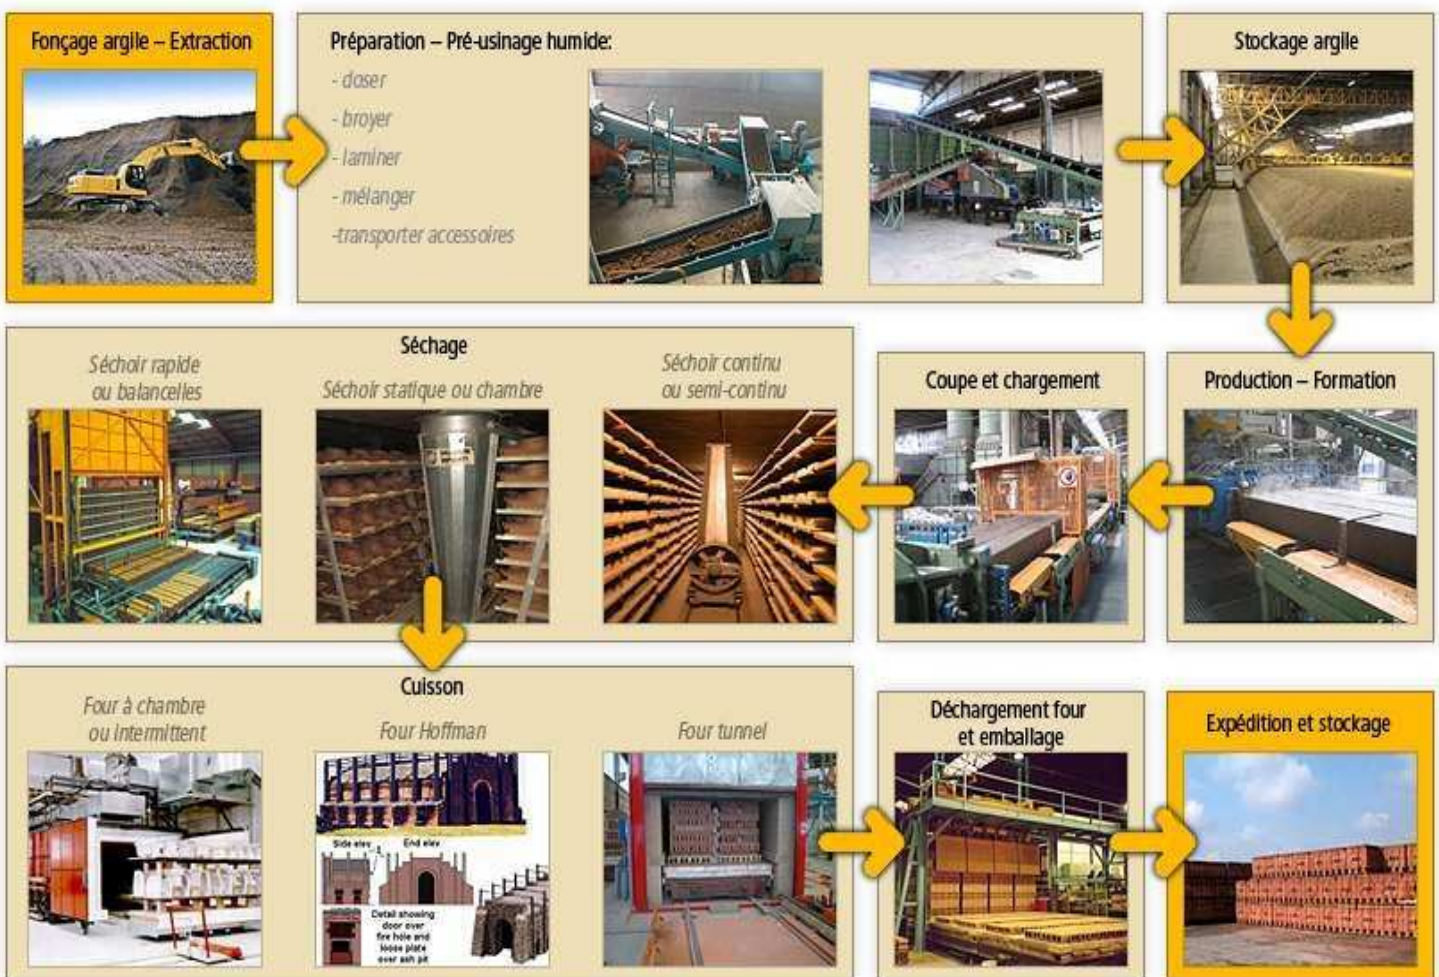 Fonçage argile – Extraction
Préparation – Pré-usinage humide:
- doser
- broyer
- laminer
- mélanger
-transporter accessoires
Stockage argile
Séchage
Séchoir rapide
ou balancelles
Séchoir statique ou chambre
Séchoir continu
ou semi-continu
Coupe et chargement
Production – Formation
Cuisson
Four à chambre
ou intermittent
Four Hoffman
Side elev
End elev
Detail showing
door over
fire hole and
loose plate
over ash pit
Four tunnel
Déchargement four
et emballage
Expédition et stockage